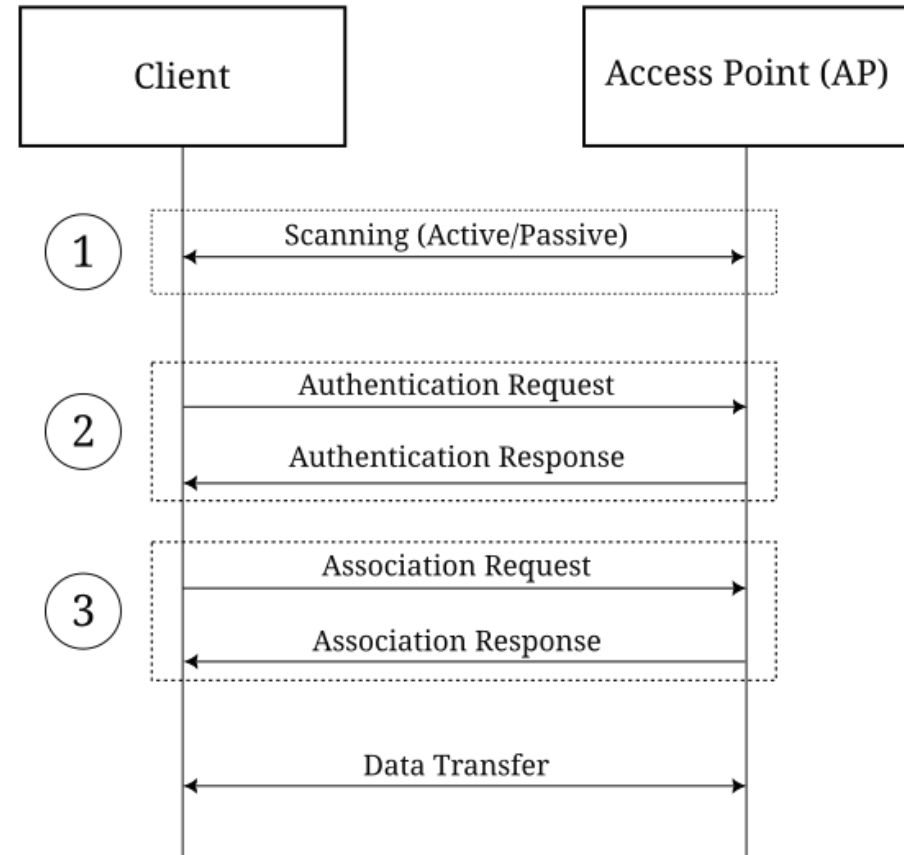 Client
Access Point (AP)
1
Scanning (Active/Passive)
2
Authentication Request
Authentication Response
3
Association Request
Association Response
Data Transfer